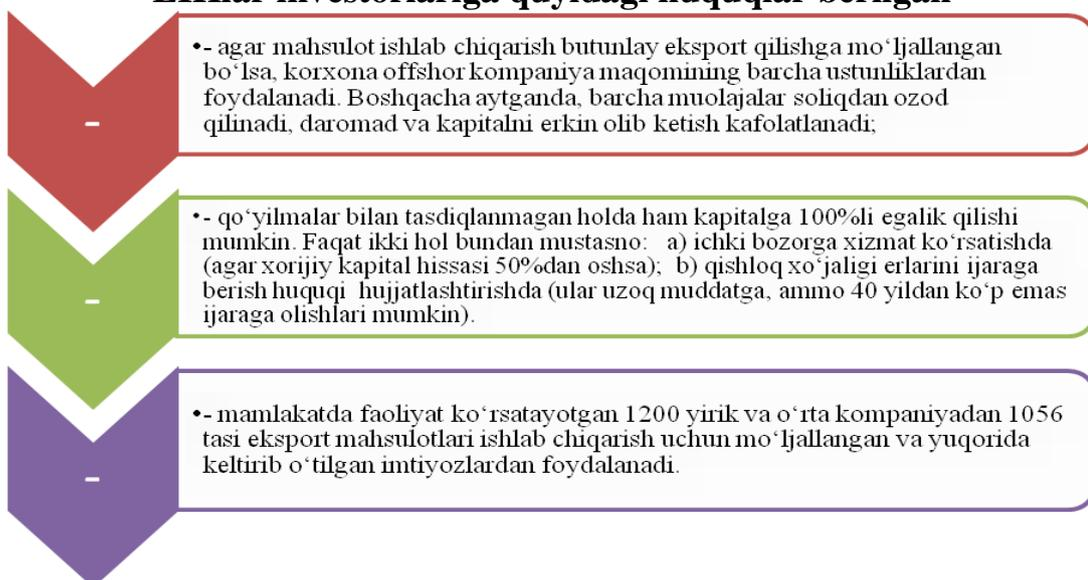 investorlariga quyidagi huquqlar bergan
•- agar mahsulot ishlab chiqarish butunlay eksport qilishga mo‘ljallangan
bo‘lsa, korxona offshor kompaniya maqomining barcha ustunliklardan
foydalanadi. Boshqacha aytganda, barcha muolajalar soliqdan ozod
qilinadi, daromad va kapitalni erkin olib ketish kafolatlanadi;
-
•- qo‘yilmalar bilan tasdiqlanmagan holda ham kapitalga 100%li egalik qilishi
mumkin. Faqat ikki hol bundan mustasno: a) ichki bozorga xizmat ko‘rsatishda
(agar xorijiy kapital hissasi 50%dan oshsa); b) qishloq xo‘jaligi erlarini ijaraga
berish huquqi hujjatlashtirishda (ular uzoq muddatga, ammo 40 yildan ko‘p emas
ijaraga olishlari mumkin).
-
•- mamlakatda faoliyat ko‘rsatayotgan 1200 yirik va o‘rta kompaniyadan 1056
tasi eksport mahsulotlari ishlab chiqarish uchun mo‘ljallangan va yuqorida
keltirib o‘tilgan imtiyozlardan foydalanadi.
-